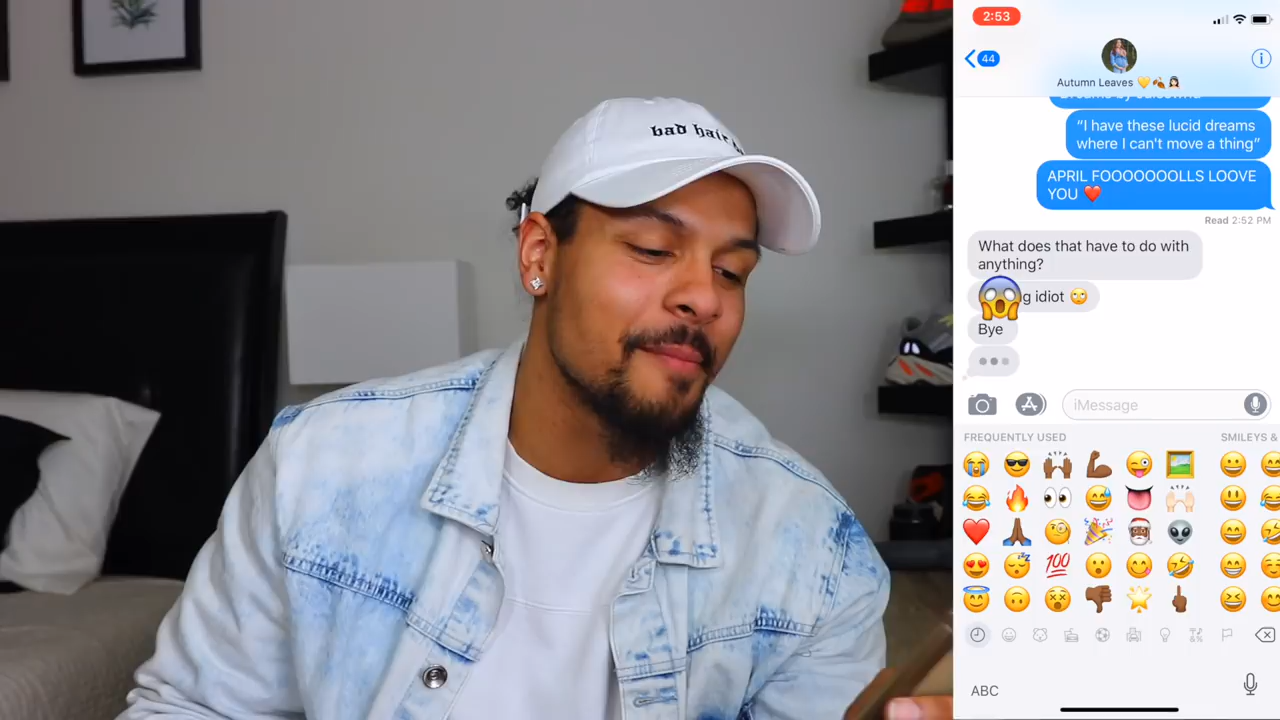 bad hair
2:53
44
Autumn Leaves 💛🍂👰🏻
"I have these lucid dreams
where I can't move a thing"
APRIL FOOOOOOOLLS LOOVE
YOU ❤️
Read 2:52 PM
What does that have to do with
anything?
g idiot 🙄
Bye
iMessage
FREQUENTLY USED
SMILEYS &
ABC